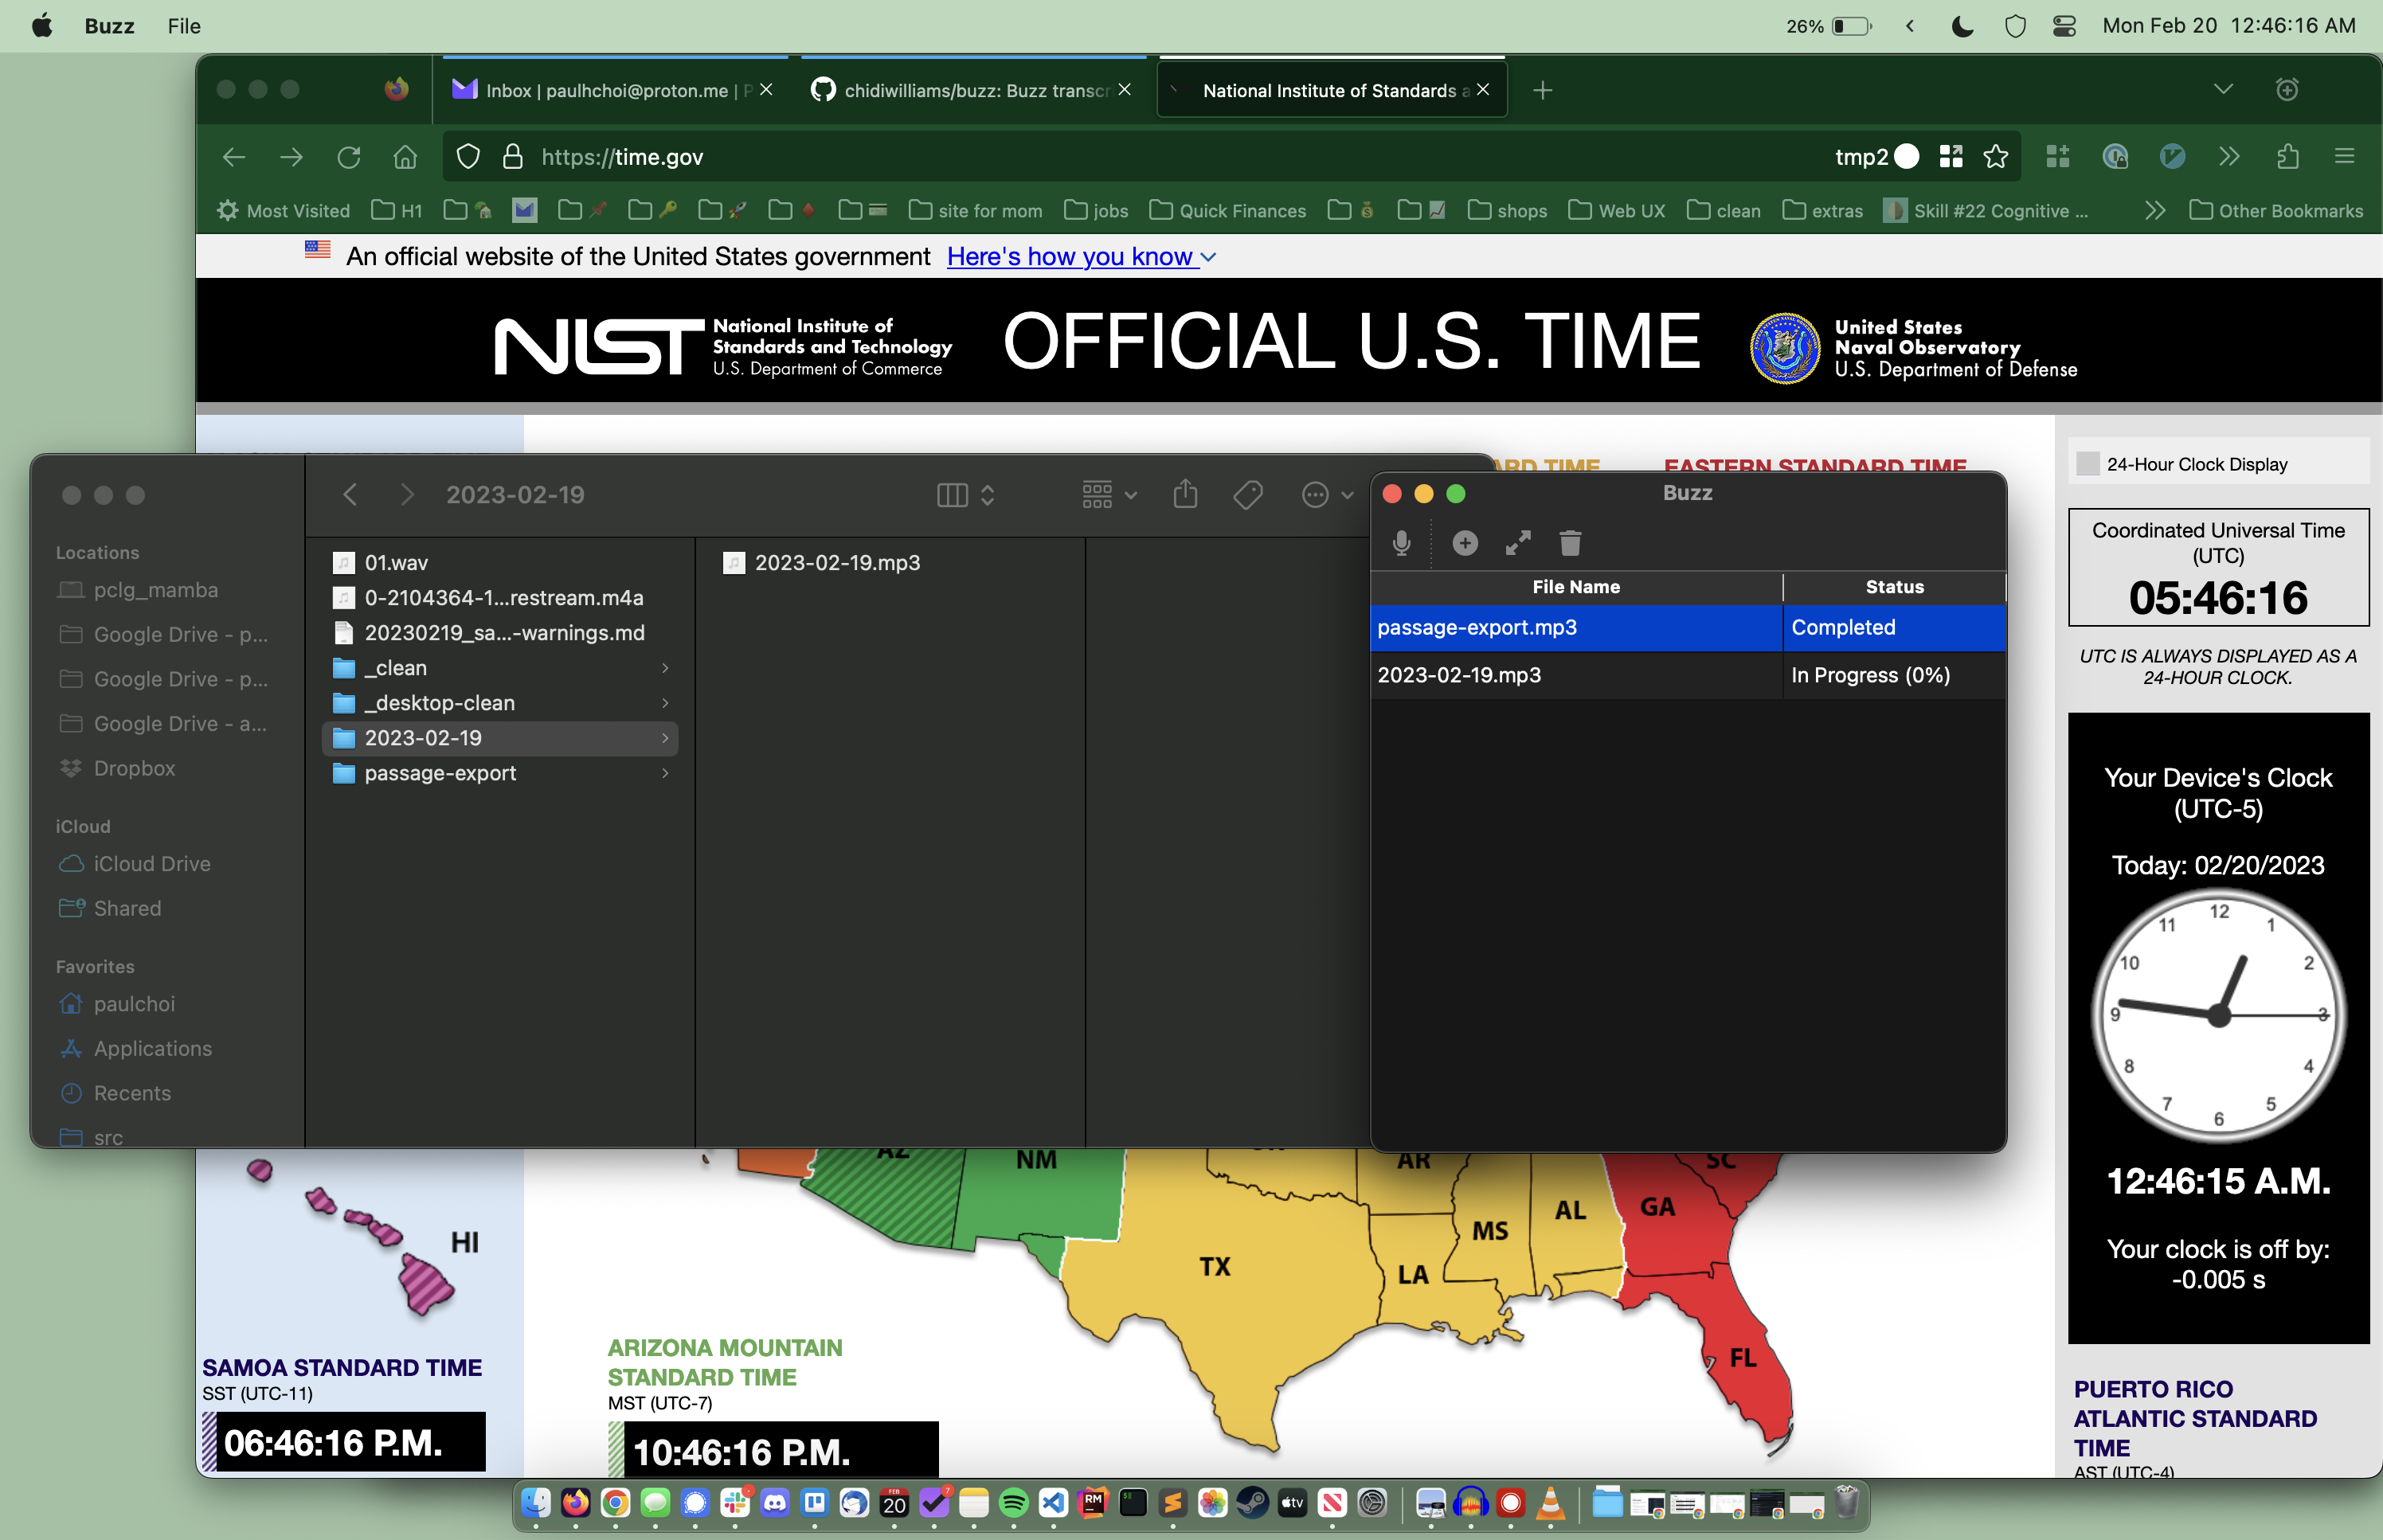 Buzz File 26% Mon Feb 20 12:46:16 AM
Inbox | paulhchoi@proton.me | P
chidiwilliams/buzz: Buzz transcr
National Institute of Standards a
https://time.gov
tmp2
Most Visited
H1
site for mom
jobs
Quick Finances
shops
Web UX
clean
extras
Skill #22 Cognitive ...
Other Bookmarks
An official website of the United States government Here's how you know
NIST
National Institute of
Standards and Technology
U.S. Department of Commerce
OFFICIAL U.S. TIME
United States
Naval Observatory
U.S. Department of Defense
EASTERN STANDARD TIME
2023-02-19
Locations
pclg_mamba
Google Drive - p...
Google Drive - p...
Google Drive - a...
Dropbox
iCloud
iCloud Drive
Shared
Favorites
paulchoi
Applications
Recents
src
01.wav
0-2104364-1...restream.m4a
20230219_sa...-warnings.md
_clean
_desktop-clean
2023-02-19
passage-export
2023-02-19.mp3
Buzz
File Name Status
passage-export.mp3 Completed
2023-02-19.mp3 In Progress (0%)
24-Hour Clock Display
Coordinated Universal Time
(UTC)
05:46:16
UTC IS ALWAYS DISPLAYED AS A
24-HOUR CLOCK.
Your Device's Clock
(UTC-5)
Today: 02/20/2023
12
1
2
3
4
5
6
7
8
9
10
11
12:46:15 A.M.
Your clock is off by:
-0.005 s
AZ
NM
AR
SC
TX
LA
MS
AL
GA
FL
HI
SAMOA STANDARD TIME
SST (UTC-11)
06:46:16 P.M.
ARIZONA MOUNTAIN
STANDARD TIME
MST (UTC-7)
10:46:16 P.M.
PUERTO RICO
ATLANTIC STANDARD
TIME
AST (UTC-4)
FEB
20
7
RM
tv